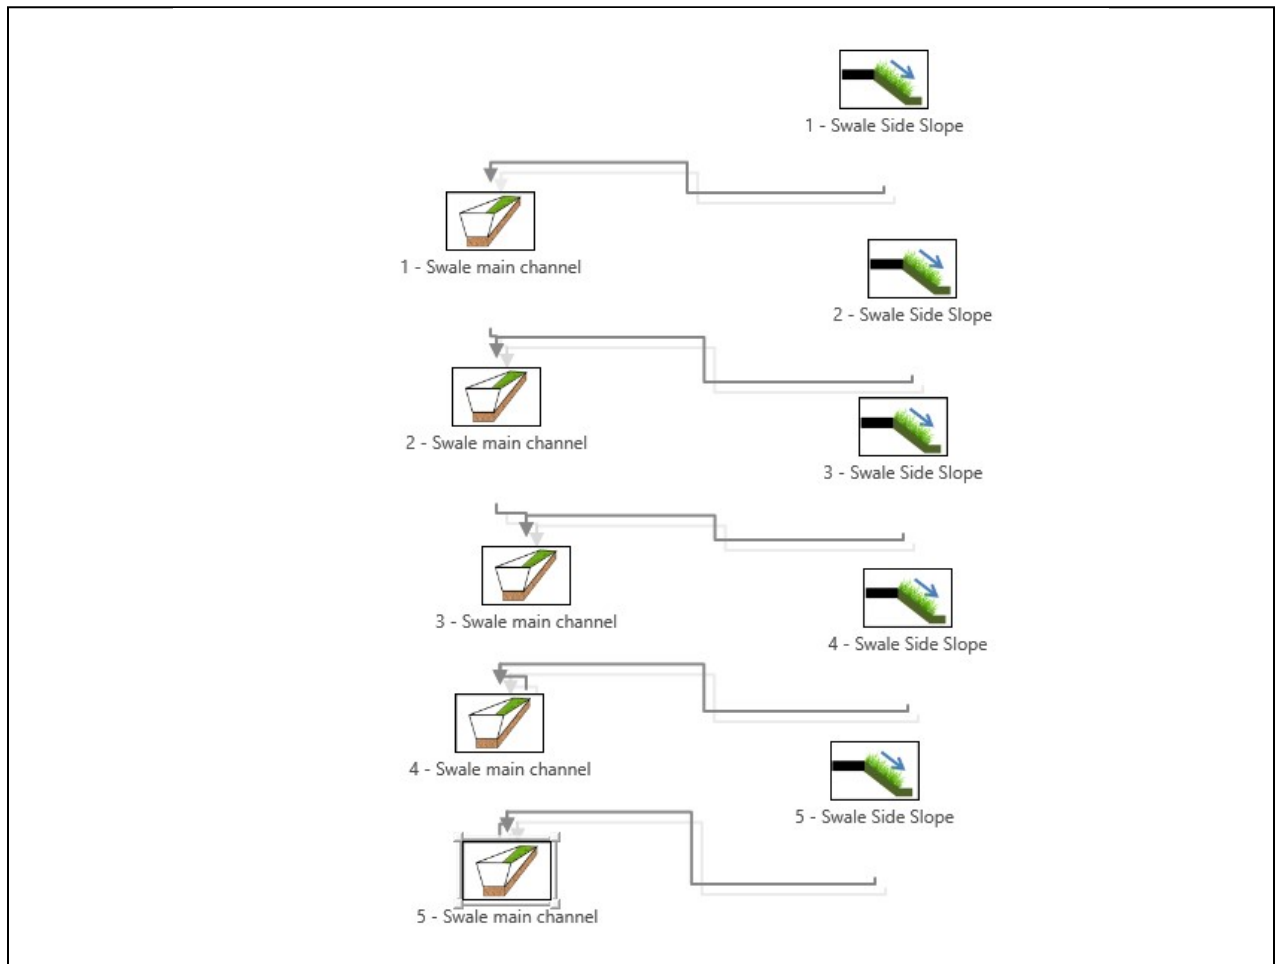 1 - Swale Side Slope
1 - Swale main channel
2 - Swale Side Slope
2 - Swale main channel
3 - Swale Side Slope
3 - Swale main channel
4 - Swale Side Slope
4 - Swale main channel
5 - Swale Side Slope
5 - Swale main channel